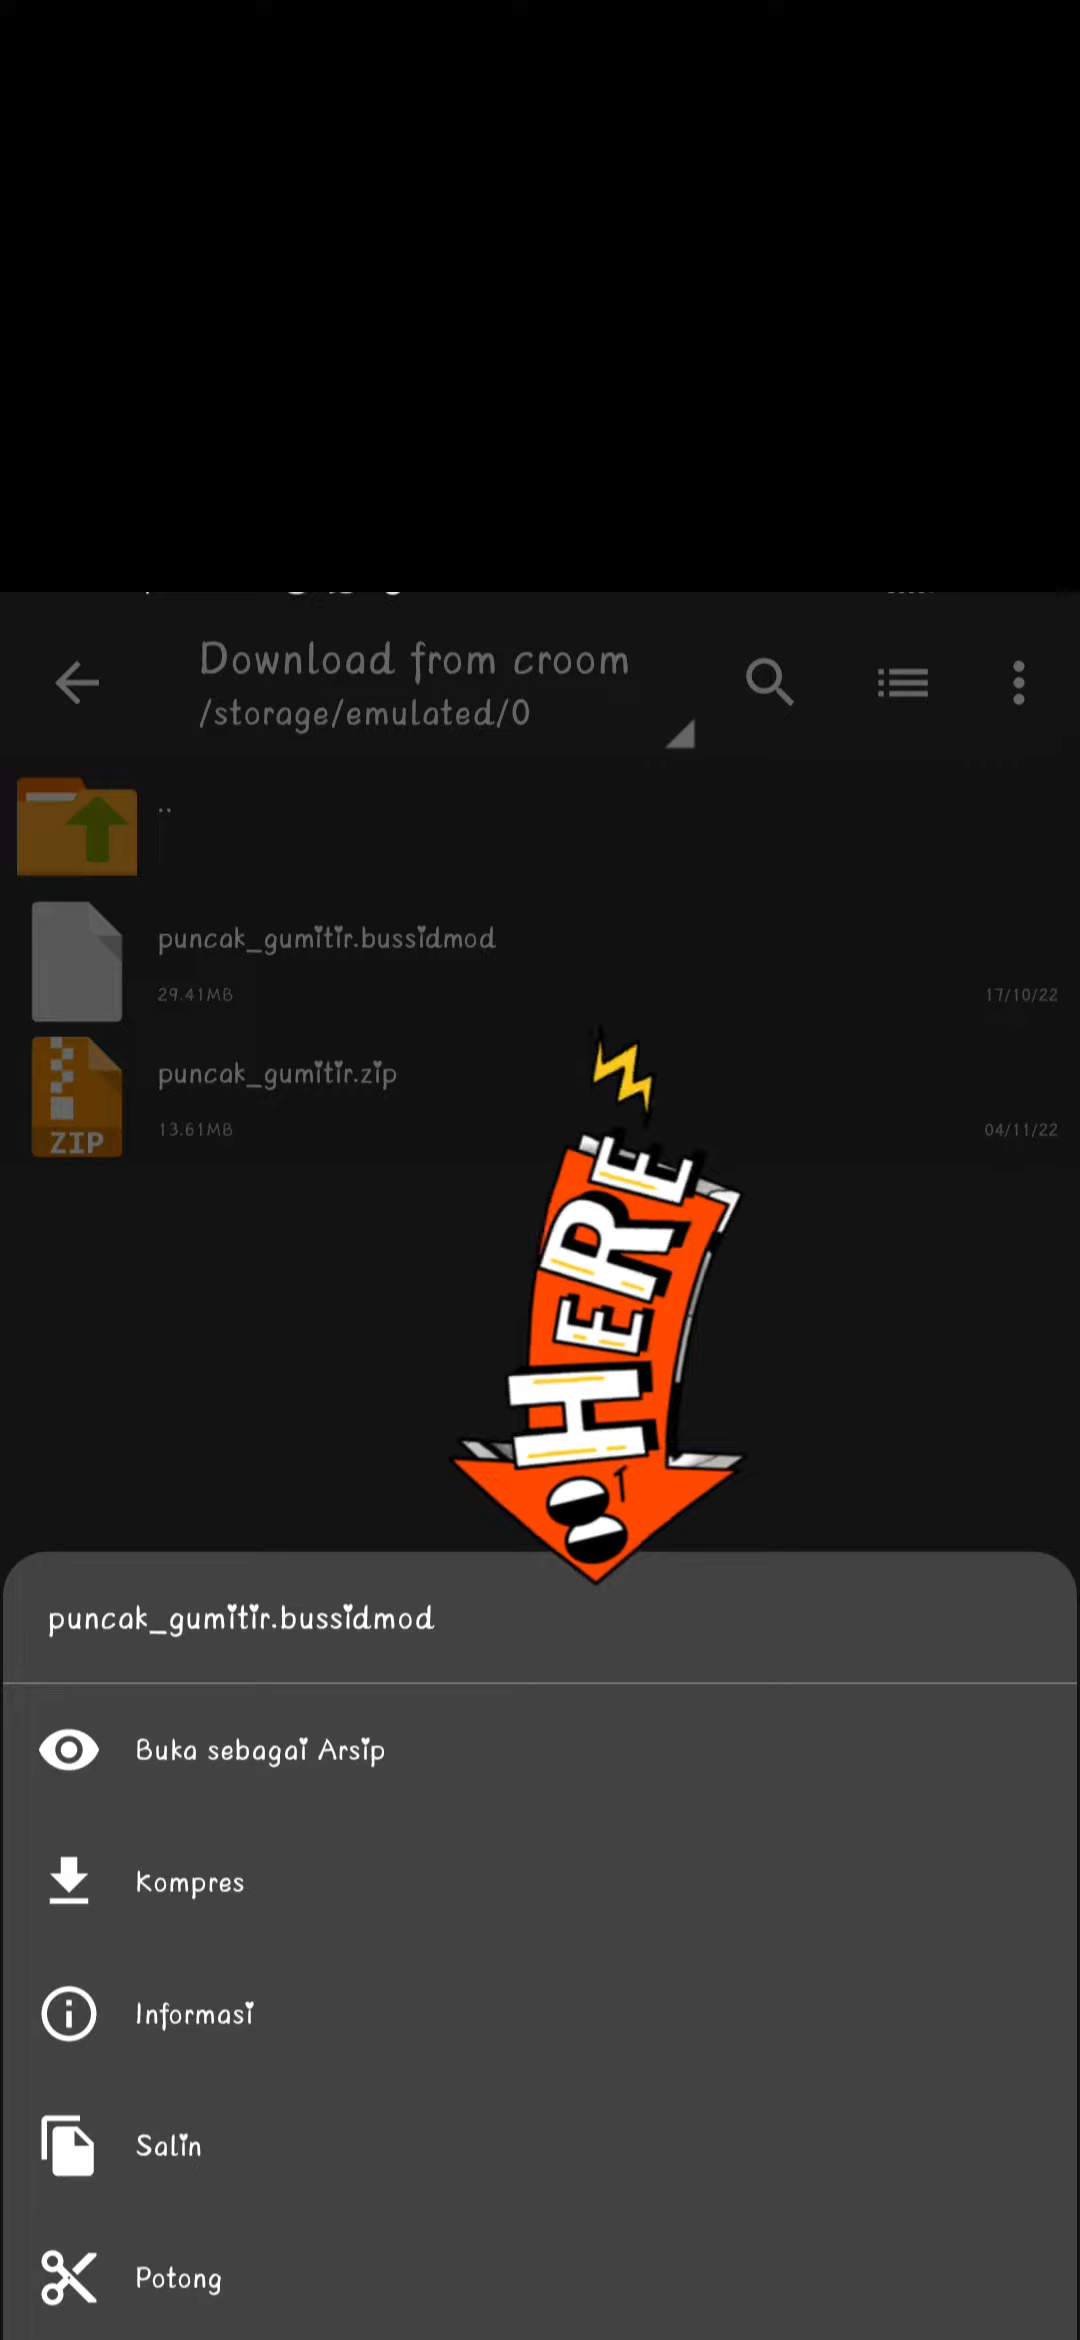 Download from croom
/storage/emulated/0
..
puncak_gumitir.bussidmod
29.41MB
17/10/22
puncak_gumitir.zip
ZIP
13.61MB
04/11/22
HERE
puncak_gumitir.bussidmod
Buka sebagai Arsip
Kompres
Informasi
Salin
Potong